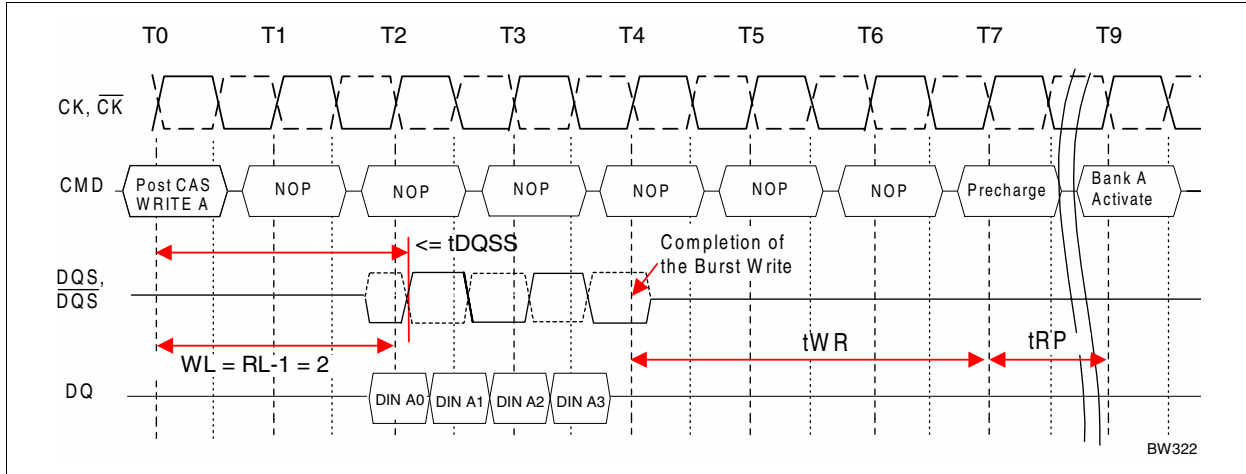 T0 T1 T2 T3 T4 T5 T6 T7 T9
CK, CK
CMD
Post CAS
WRITE A
NOP
NOP
NOP
NOP
NOP
NOP
Precharge
Bank A
Activate
<= tDQSS
Completion of
the Burst Write
DQS,
DQS
WL = RL-1 = 2
tWR
tRP
DQ
DIN A0
DIN A1
DIN A2
DIN A3
BW322